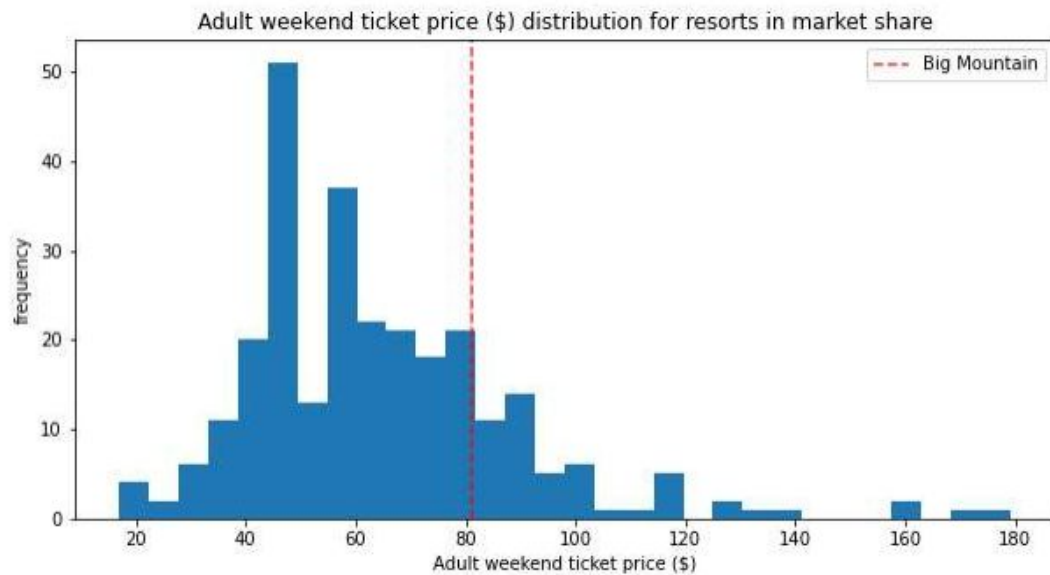 Adult weekend ticket price ($) distribution for resorts in market share
Big Mountain
50
40
30
20
10
0
frequency
20 40 60 80 100 120 140 160 180
Adult weekend ticket price ($)